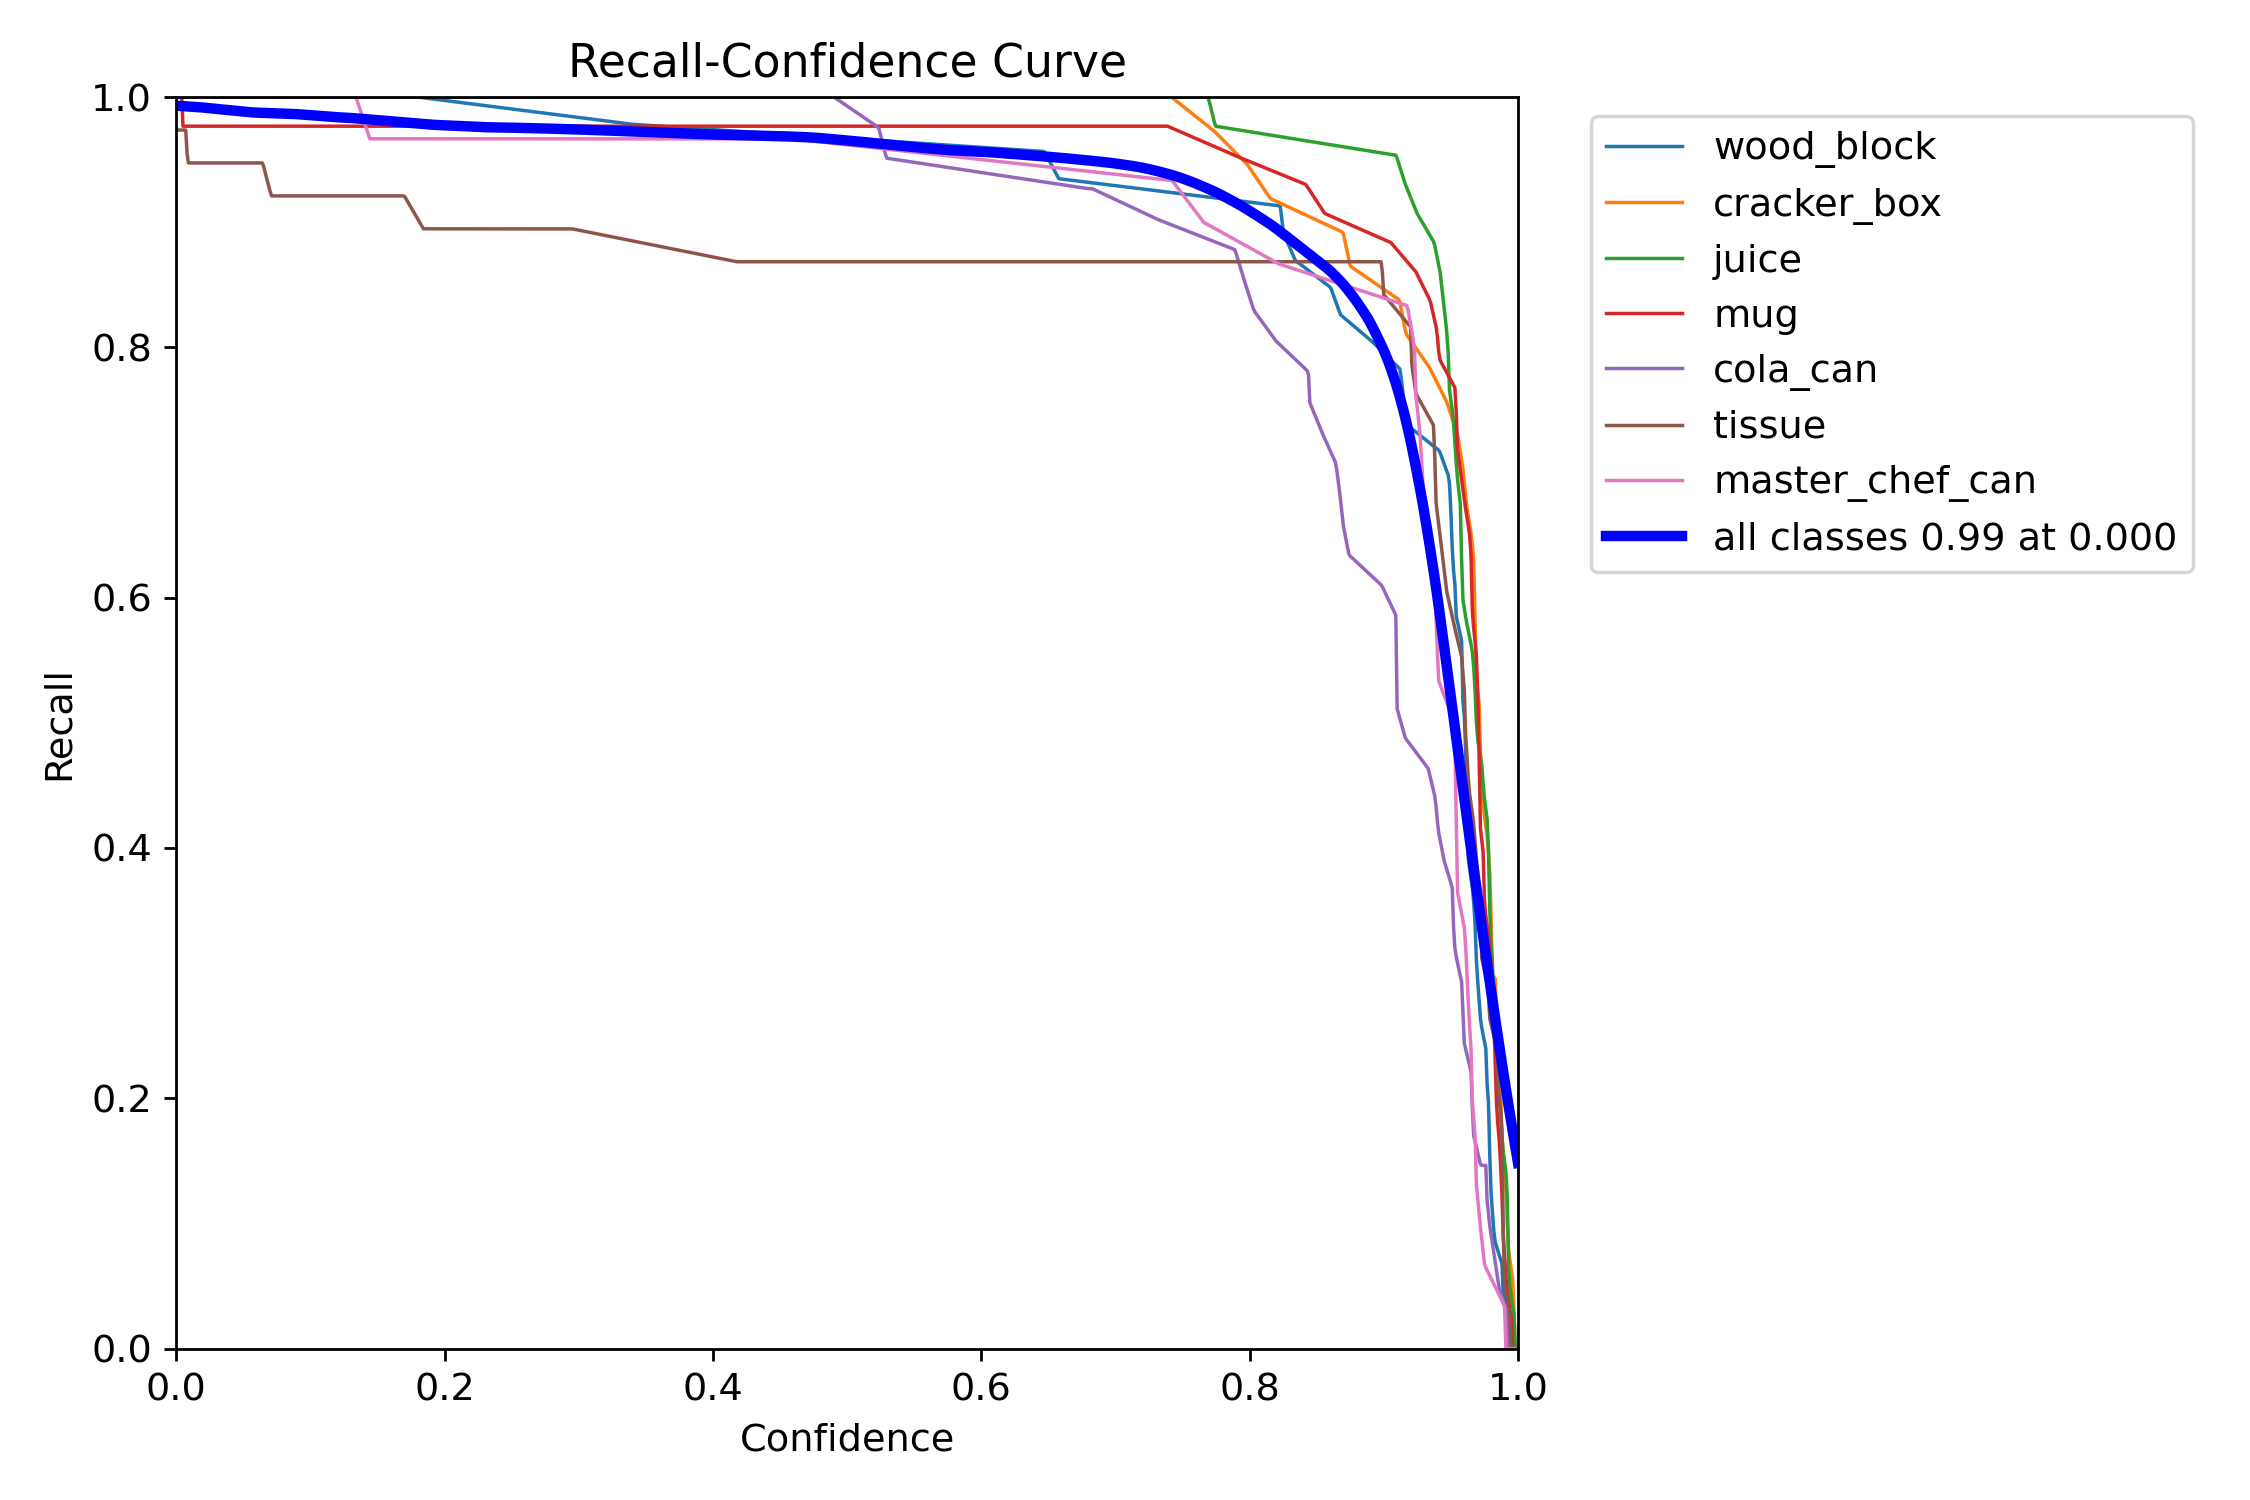 Recall-Confidence Curve
1.0
0.8
0.6
0.4
0.2
0.0
Recall
0.0 0.2 0.4 0.6 0.8 1.0
Confidence
wood_block
cracker_box
juice
mug
cola_can
tissue
master_chef_can
all classes 0.99 at 0.000